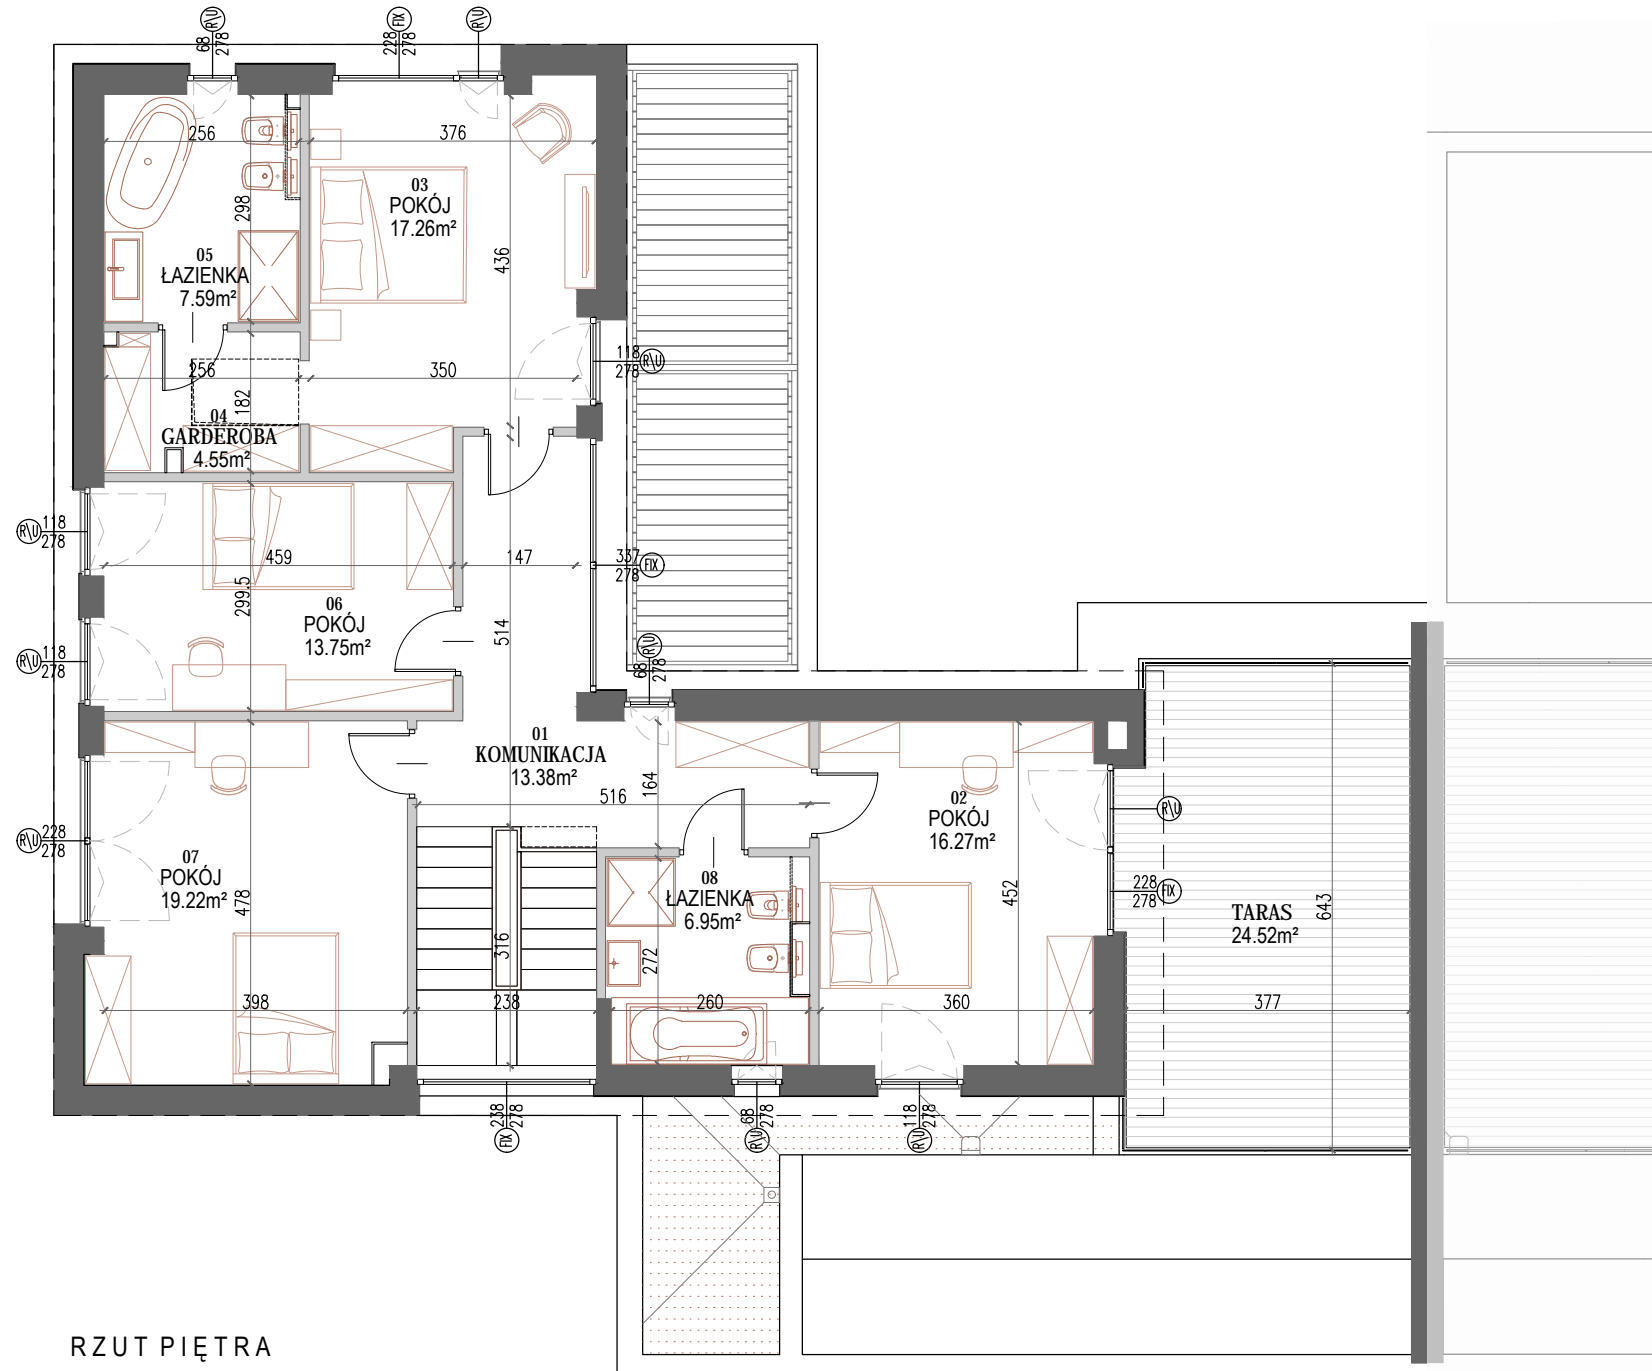 68
278
R\U
228
278
FIX
R\U
256
376
298
03
POKÓJ
17.26m²
436
05
ŁAZIENKA
7.59m²
118
278
R\U
256
350
182
04
GARDEROBA
4.55m²
R\U
118
278
459
147
337
278
FIX
299.5
06
POKÓJ
13.75m²
514
R\U
118
278
68
278
R\U
01
KOMUNIKACJA
13.38m²
164
516
02
POKÓJ
16.27m²
R\U
R\U
228
278
07
POKÓJ
19.22m²
478
08
ŁAZIENKA
6.95m²
452
228
278
FIX
TARAS
24.52m²
643
316
272
398
238
260
360
377
238
278
FIX
68
278
R\U
118
278
R\U
RZUT PIĘTRA